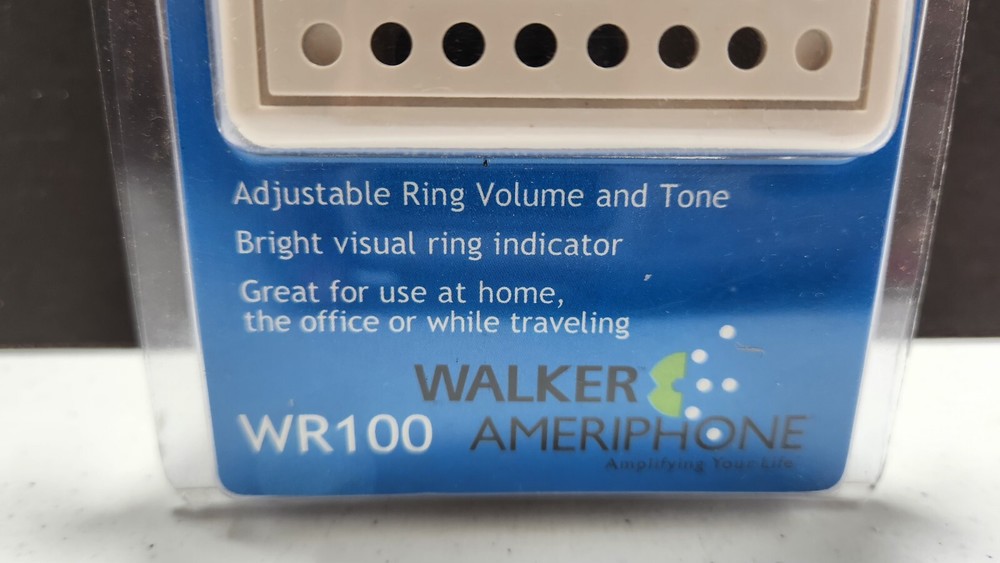 Adjustable Ring Volume and Tone
Bright visual ring indicator
Great for use at home,
the office or while traveling
WALKER™
WR100 AMERIPHONE
Amplifying Your Life